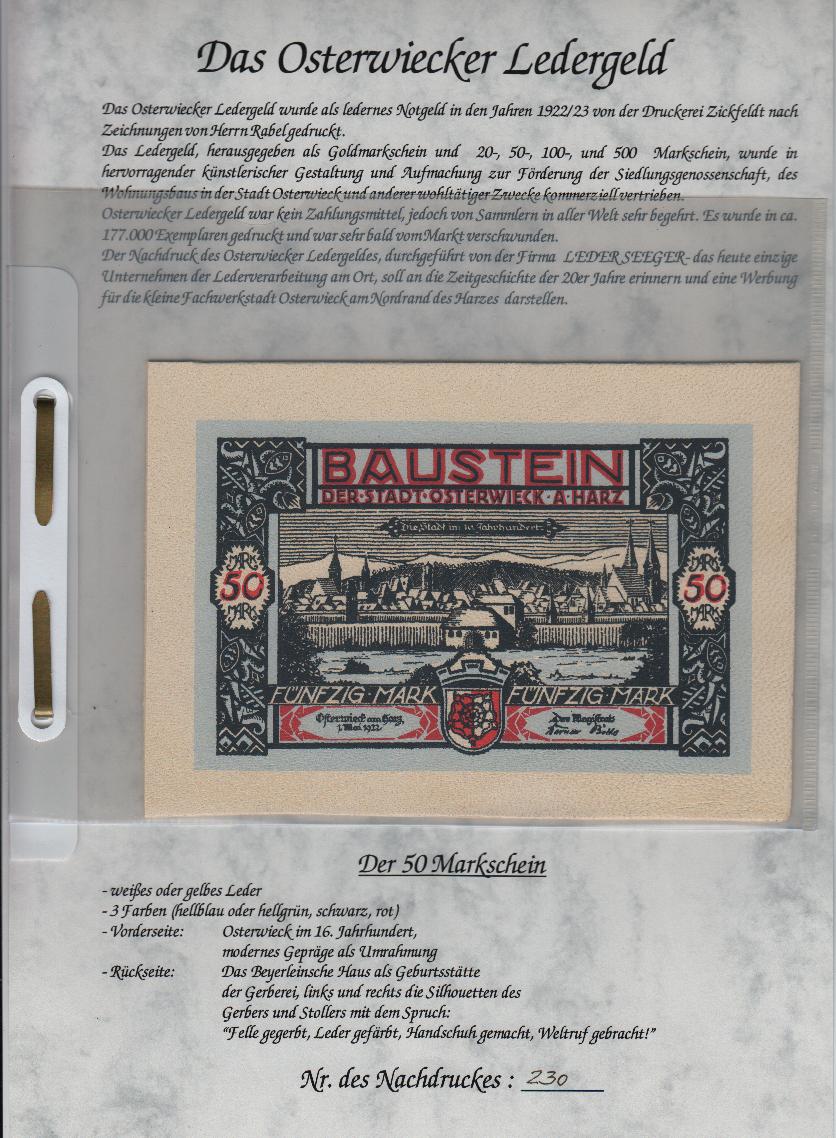 Das Osterwiecker Ledergeld
Das Osterwiecker Ledergeld wurde als ledernes Notgeld in den Jahren 1922/23 von der Druckerei Zickfeldt nach
Zeichnungen von Herrn Rabel gedruckt.
Das Ledergeld, herausgegeben als Goldmarkschein und 20-, 50-, 100-, und 500 Markschein, wurde in
hervorragender künstlerischer Gestaltung und Aufmachung zur Förderung der Siedlungsgenossenschaft, des
Wohnungsbaus in der Stadt Osterwieck und anderer wohltätiger Zwecke kommerziell vertrieben.
Osterwiecker Ledergeld war kein Zahlungsmittel, jedoch von Sammlern in aller Welt sehr begehrt. Es wurde in ca.
177.000 Exemplaren gedruckt und war sehr bald vom Markt verschwunden.
Der Nachdruck des Osterwiecker Ledergeldes, durchgeführt von der Firma LEDER SEEGER- das heute einzige
Unternehmen der Lederverarbeitung am Ort, soll an die Zeitgeschichte der 20er Jahre erinnern und eine Werbung
für die kleine Fachwerkstadt Osterwieck am Nordrand des Harzes darstellen.
BAUSTEIN
DER·STADT·OSTERWIECK·A·HARZ
Die Stadt im 16. Jahrhundert.
MARK 50 MARK
MARK 50 MARK
FÜNFZIG·MARK FÜNFZIG·MARK
Osterwieck am Harz, Der Magistrat
1. Mai 1922
Der 50 Markschein
- weißes oder gelbes Leder
- 3 Farben (hellblau oder hellgrün, schwarz, rot)
- Vorderseite: Osterwieck im 16. Jahrhundert,
modernes Gepräge als Umrahmung
- Rückseite: Das Beyerleinsche Haus als Geburtsstätte
der Gerberei, links und rechts die Silhouetten des
Gerbers und Stollers mit dem Spruch:
"Felle gegerbt, Leder gefärbt, Handschuh gemacht, Weltruf gebracht!"
Nr. des Nachdruckes : 230